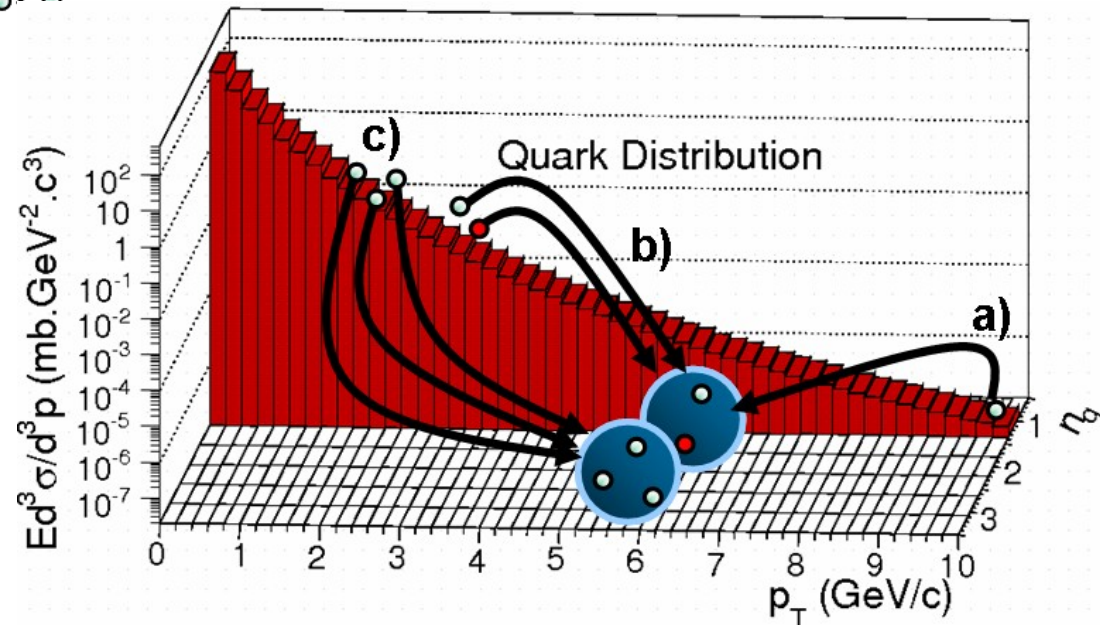 c)
Quark Distribution
b)
a)
Ed³σ/d³p (mb.GeV⁻².c³)
10²
10
1
10⁻¹
10⁻²
10⁻³
10⁻⁴
10⁻⁵
10⁻⁶
10⁻⁷
0 1 2 3 4 5 6 7 8 9 10
p_T (GeV/c)
1
2
3